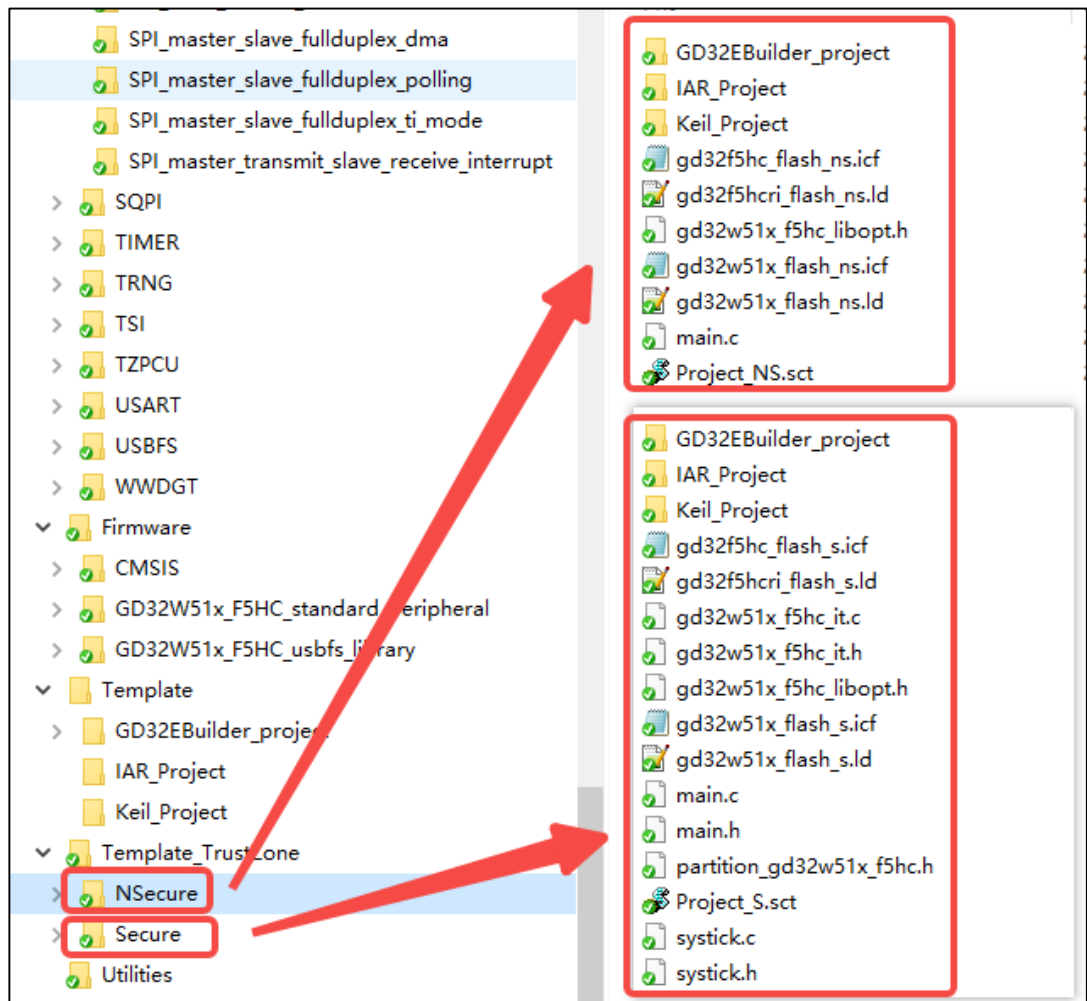 SPI_master_slave_fullduplex_dma
SPI_master_slave_fullduplex_polling
SPI_master_slave_fullduplex_ti_mode
SPI_master_transmit_slave_receive_interrupt
SQPI
TIMER
TRNG
TSI
TZPCU
USART
USBFS
WWDGT
Firmware
CMSIS
GD32W51x_F5HC_standard_peripheral
GD32W51x_F5HC_usbfs_library
Template
GD32EBuilder_project
IAR_Project
Keil_Project
Template_TrustZone
NSecure
Secure
Utilities
GD32EBuilder_project
IAR_Project
Keil_Project
gd32f5hc_flash_ns.icf
gd32f5hcri_flash_ns.ld
gd32w51x_f5hc_libopt.h
gd32w51x_flash_ns.icf
gd32w51x_flash_ns.ld
main.c
Project_NS.sct
GD32EBuilder_project
IAR_Project
Keil_Project
gd32f5hc_flash_s.icf
gd32f5hcri_flash_s.ld
gd32w51x_f5hc_it.c
gd32w51x_f5hc_it.h
gd32w51x_f5hc_libopt.h
gd32w51x_flash_s.icf
gd32w51x_flash_s.ld
main.c
main.h
partition_gd32w51x_f5hc.h
Project_S.sct
systick.c
systick.h